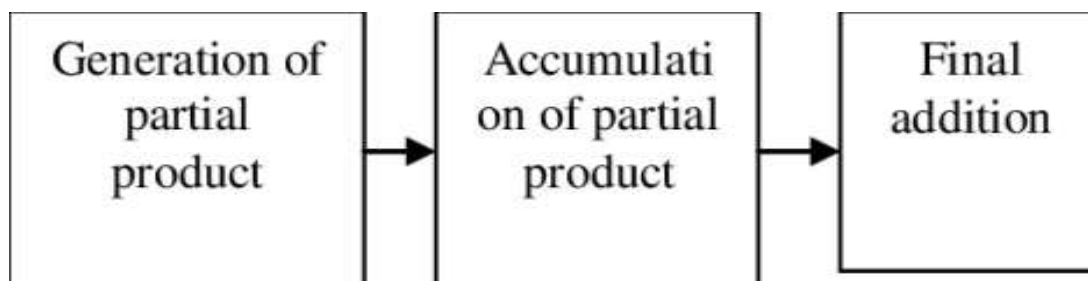 Generation of
partial
product
Accumulati
on of partial
product
Final
addition